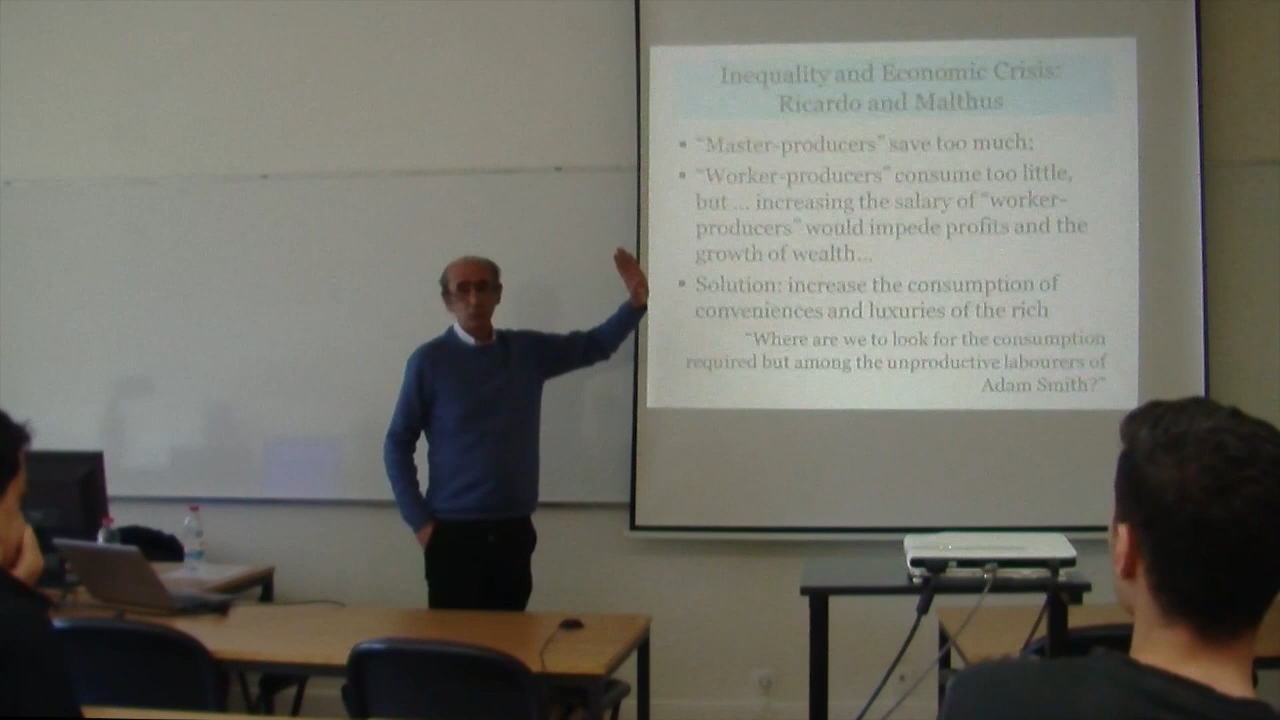 Inequality and Economic Crisis:
Ricardo and Malthus
• "Master-producers" save too much;
• "Worker-producers" consume too little,
but ... increasing the salary of "worker-
producers" would impede profits and the
growth of wealth...
• Solution: increase the consumption of
conveniences and luxuries of the rich
"Where are we to look for the consumption
required but among the unproductive labourers of
Adam Smith?"